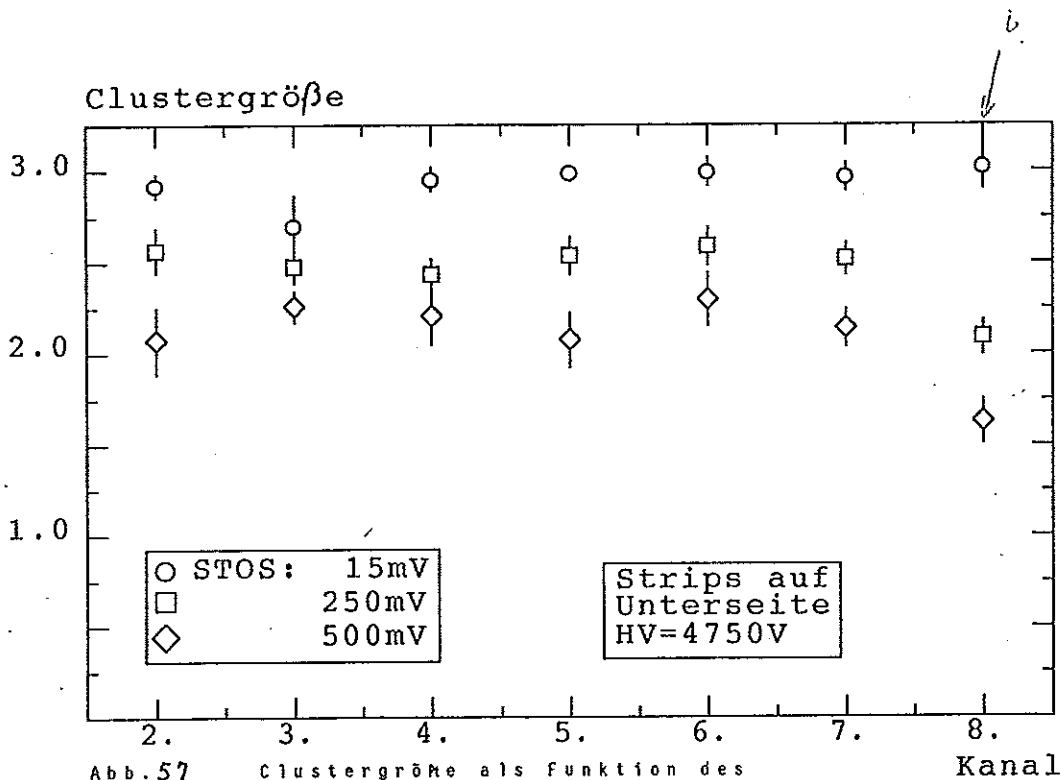 i
Clustergröße
3.0
2.0
1.0
STOS: 15mV
250mV
500mV
Strips auf
Unterseite
HV=4750V
2. 3. 4. 5. 6. 7. 8.
Kanal
Abb.57 ClustergröMe als Funktion des